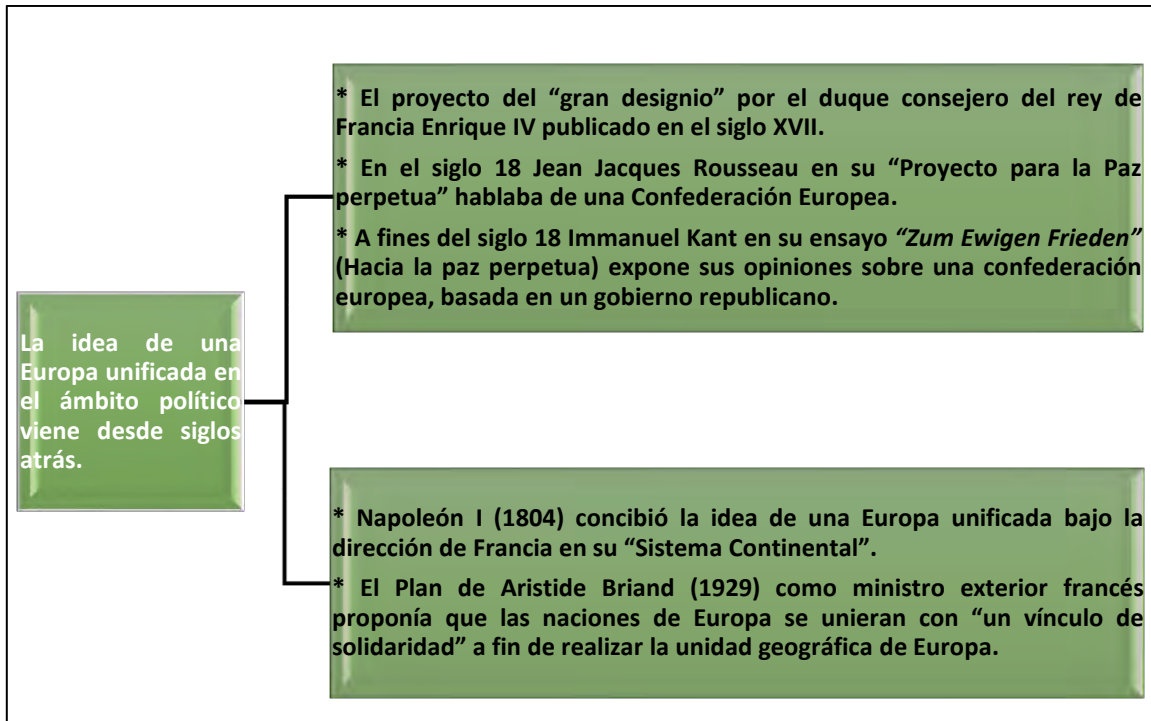 La idea de una
Europa unificada en
el ámbito político
viene desde siglos
atrás.
* El proyecto del “gran designio” por el duque consejero del rey de
Francia Enrique IV publicado en el siglo XVII.
* En el siglo 18 Jean Jacques Rousseau en su “Proyecto para la Paz
perpetua” hablaba de una Confederación Europea.
* A fines del siglo 18 Immanuel Kant en su ensayo “Zum Ewigen Frieden”
(Hacia la paz perpetua) expone sus opiniones sobre una confederación
europea, basada en un gobierno republicano.
* Napoleón I (1804) concibió la idea de una Europa unificada bajo la
dirección de Francia en su “Sistema Continental”.
* El Plan de Aristide Briand (1929) como ministro exterior francés
proponía que las naciones de Europa se unieran con “un vínculo de
solidaridad” a fin de realizar la unidad geográfica de Europa.